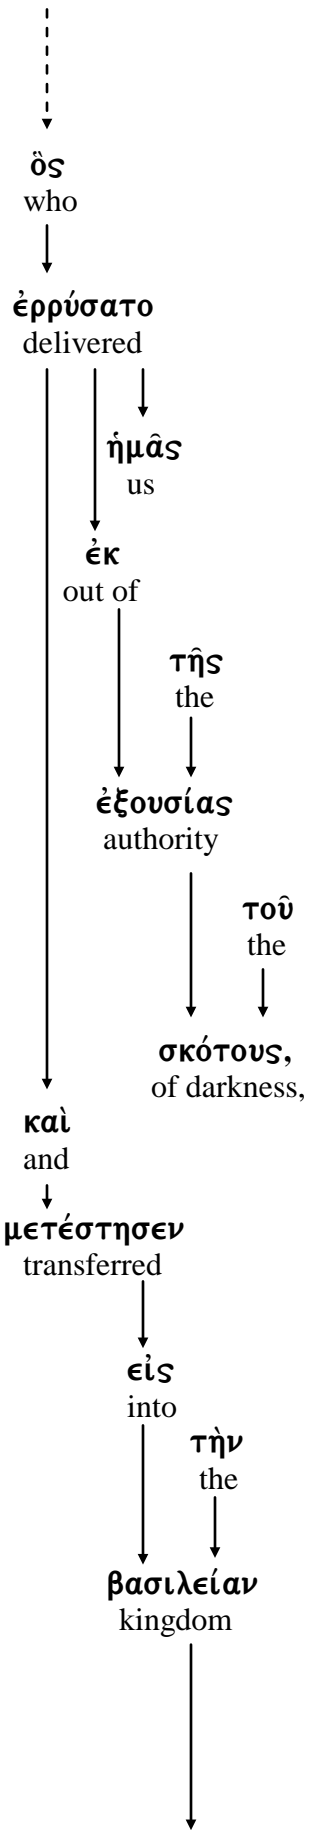 ὃς
who
ἐρρύσατο
delivered
ἡμᾶς
us
ἐκ
out of
τῆς
the
ἐξουσίας
authority
τοῦ
the
σκότους,
of darkness,
καὶ
and
μετέστησεν
transferred
εἰς
into
τὴν
the
βασιλείαν
kingdom